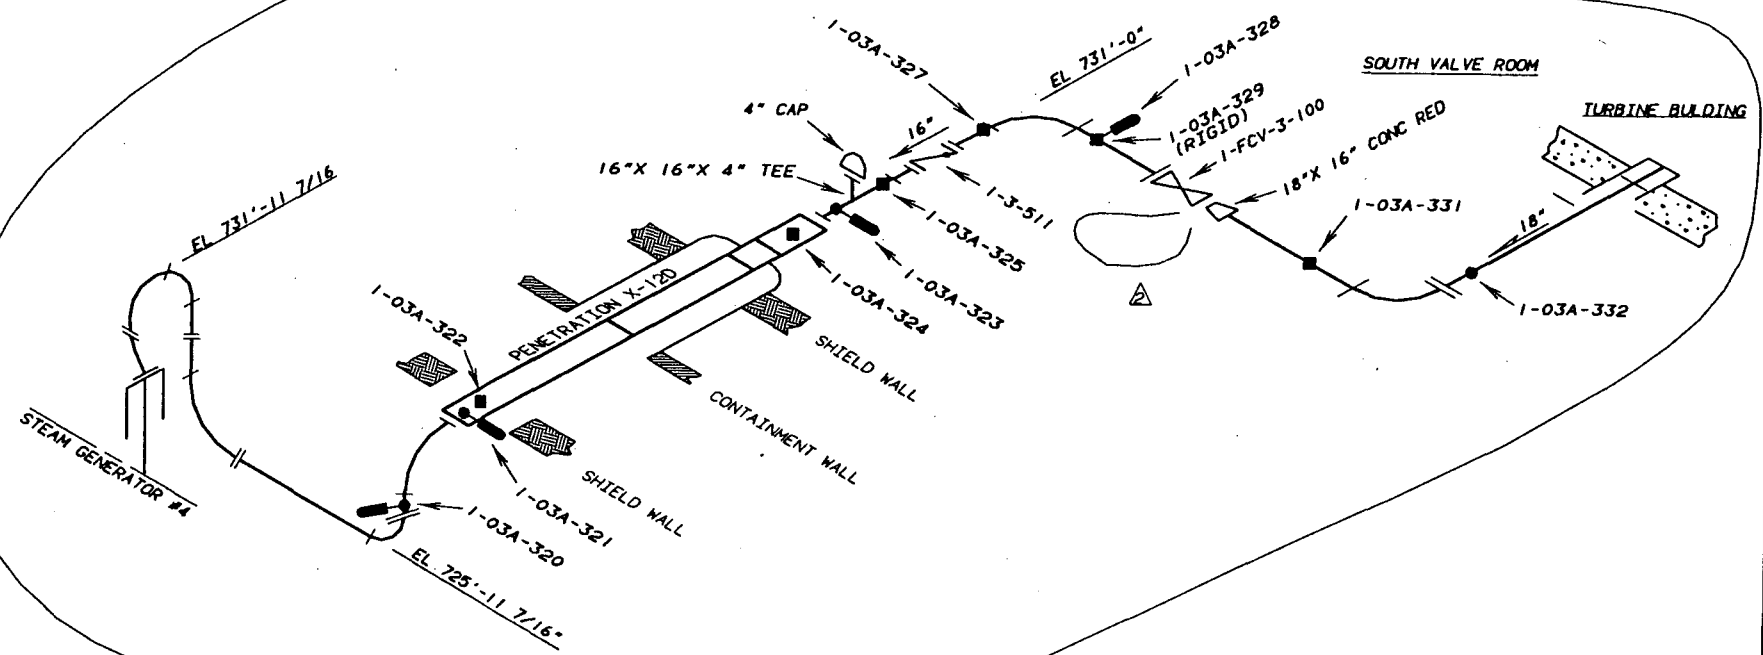 1-03A-327
EL 731'-0"
1-03A-328
SOUTH VALVE ROOM
TURBINE BULDING
4" CAP
16"
1-03A-329
(RIGID)
1-FCV-3-100
18"X 16" CONC RED
16"X 16"X 4" TEE
1-3-511
1-03A-331
EL 731'-11 7/16
1-03A-325
18"
PENETRATION X-12D
1-03A-323
1-03A-332
1-03A-322
1-03A-324
2
SHIELD WALL
CONTAINMENT WALL
STEAM GENERATOR #4
SHIELD WALL
1-03A-321
1-03A-320
EL 725'-11 7/16"